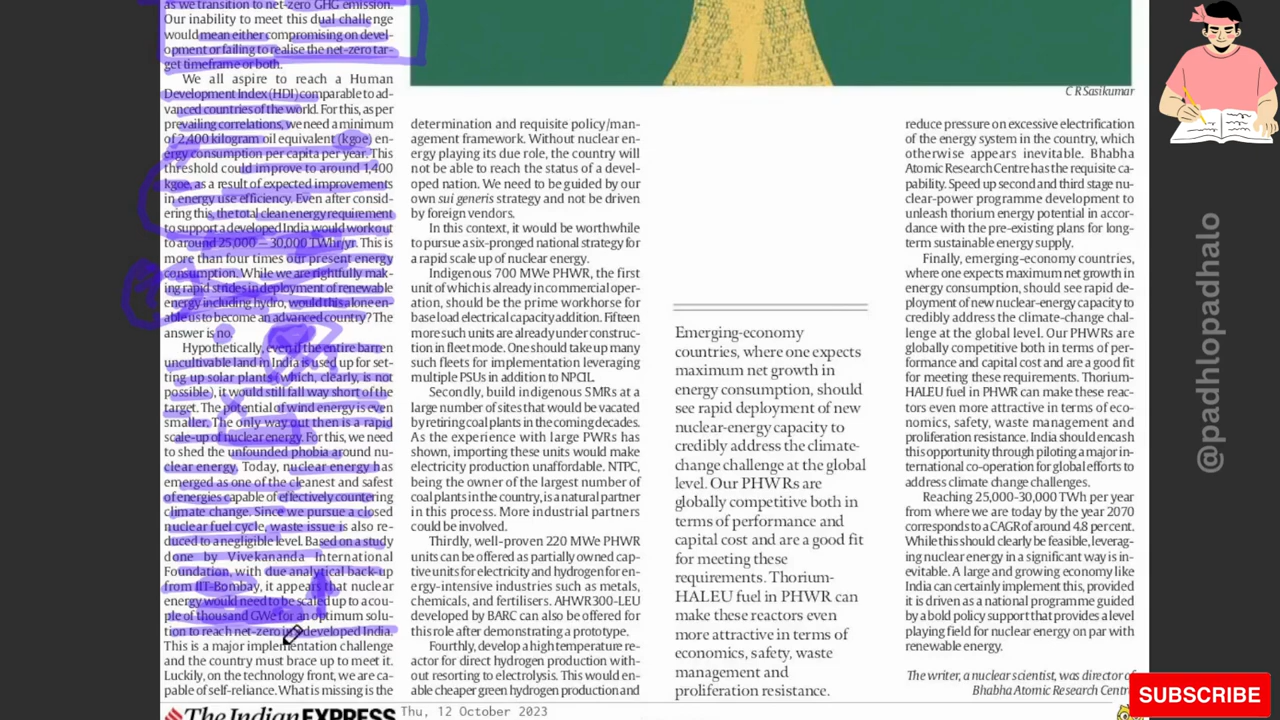 as we transition to net-zero GHG emission.
Our inability to meet this dual challenge
would mean either compromising on devel-
opment or failing to realise the net-zero tar-
get timeframe or both.
We all aspire to reach a Human
Development Index (HDI) comparable to ad-
vanced countries of the world. For this, as per
prevailing correlations, we need a minimum
of 2,400 kilogram oil equivalent (kgoe) en-
ergy consumption per capita per year. This
threshold could improve to around 1,400
kgoe, as a result of expected improvements
in energy use efficiency. Even after consid-
ering this, the total clean energy requirement
to support a developed India would work out
to around 25,000 — 30,000 TWhr/yr. This is
more than four times our present energy
consumption. While we are rightfully mak-
ing rapid strides in deployment of renewable
energy including hydro, would this alone en-
able us to become an advanced country? The
answer is no.
Hypothetically, even if the entire barren
uncultivable land in India is used up for set-
ting up solar plants (which, clearly, is not
possible), it would still fall way short of the
target. The potential of wind energy is even
smaller. The only way out then is a rapid
scale-up of nuclear energy. For this, we need
to shed the unfounded phobia around nu-
clear energy. Today, nuclear energy has
emerged as one of the cleanest and safest
of energies capable of effectively countering
climate change. Since we pursue a closed
nuclear fuel cycle, waste issue is also re-
duced to a negligible level. Based on a study
done by Vivekananda International
Foundation, with due analytical back-up
from IIT-Bombay, it appears that nuclear
energy would need to be scaled up to a cou-
ple of thousand GWe for an optimum solu-
tion to reach net-zero in developed India.
This is a major implementation challenge
and the country must brace up to meet it.
Luckily, on the technology front, we are ca-
pable of self-reliance. What is missing is the
C R Sasikumar
determination and requisite policy/man-
agement framework. Without nuclear en-
ergy playing its due role, the country will
not be able to reach the status of a devel-
oped nation. We need to be guided by our
own sui generis strategy and not be driven
by foreign vendors.
In this context, it would be worthwhile
to pursue a six-pronged national strategy for
a rapid scale up of nuclear energy.
Indigenous 700 MWe PHWR, the first
unit of which is already in commercial oper-
ation, should be the prime workhorse for
base load electrical capacity addition. Fifteen
more such units are already under construc-
tion in fleet mode. One should take up many
such fleets for implementation leveraging
multiple PSUs in addition to NPCIL.
Secondly, build indigenous SMRs at a
large number of sites that would be vacated
by retiring coal plants in the coming decades.
As the experience with large PWRs has
shown, importing these units would make
electricity production unaffordable. NTPC,
being the owner of the largest number of
coal plants in the country, is a natural partner
in this process. More industrial partners
could be involved.
Thirdly, well-proven 220 MWe PHWR
units can be offered as partially owned cap-
tive units for electricity and hydrogen for en-
ergy-intensive industries such as metals,
chemicals, and fertilisers. AHWR300-LEU
developed by BARC can also be offered for
this role after demonstrating a prototype.
Fourthly, develop a high temperature re-
actor for direct hydrogen production with-
out resorting to electrolysis. This would en-
able cheaper green hydrogen production and
Emerging-economy
countries, where one expects
maximum net growth in
energy consumption, should
see rapid deployment of new
nuclear-energy capacity to
credibly address the climate-
change challenge at the global
level. Our PHWRs are
globally competitive both in
terms of performance and
capital cost and are a good fit
for meeting these
requirements. Thorium-
HALEU fuel in PHWR can
make these reactors even
more attractive in terms of
economics, safety, waste
management and
proliferation resistance.
reduce pressure on excessive electrification
of the energy system in the country, which
otherwise appears inevitable. Bhabha
Atomic Research Centre has the requisite ca-
pability. Speed up second and third stage nu-
clear-power programme development to
unleash thorium energy potential in accor-
dance with the pre-existing plans for long-
term sustainable energy supply.
Finally, emerging-economy countries,
where one expects maximum net growth in
energy consumption, should see rapid de-
ployment of new nuclear-energy capacity to
credibly address the climate-change chal-
lenge at the global level. Our PHWRs are
globally competitive both in terms of per-
formance and capital cost and are a good fit
for meeting these requirements. Thorium-
HALEU fuel in PHWR can make these reac-
tors even more attractive in terms of eco-
nomics, safety, waste management and
proliferation resistance. India should encash
this opportunity through piloting a major in-
ternational co-operation for global efforts to
address climate change challenges.
Reaching 25,000-30,000 TWh per year
from where we are today by the year 2070
corresponds to a CAGR of around 4.8 per cent.
While this should clearly be feasible, leverag-
ing nuclear energy in a significant way is in-
evitable. A large and growing economy like
India can certainly implement this, provided
it is driven as a national programme guided
by a bold policy support that provides a level
playing field for nuclear energy on par with
renewable energy.
The writer, a nuclear scientist, was director of
Bhabha Atomic Research Centr
The Indian EXPRESS
Thu, 12 October 2023
@padhlopadhalo
SUBSCRIBE